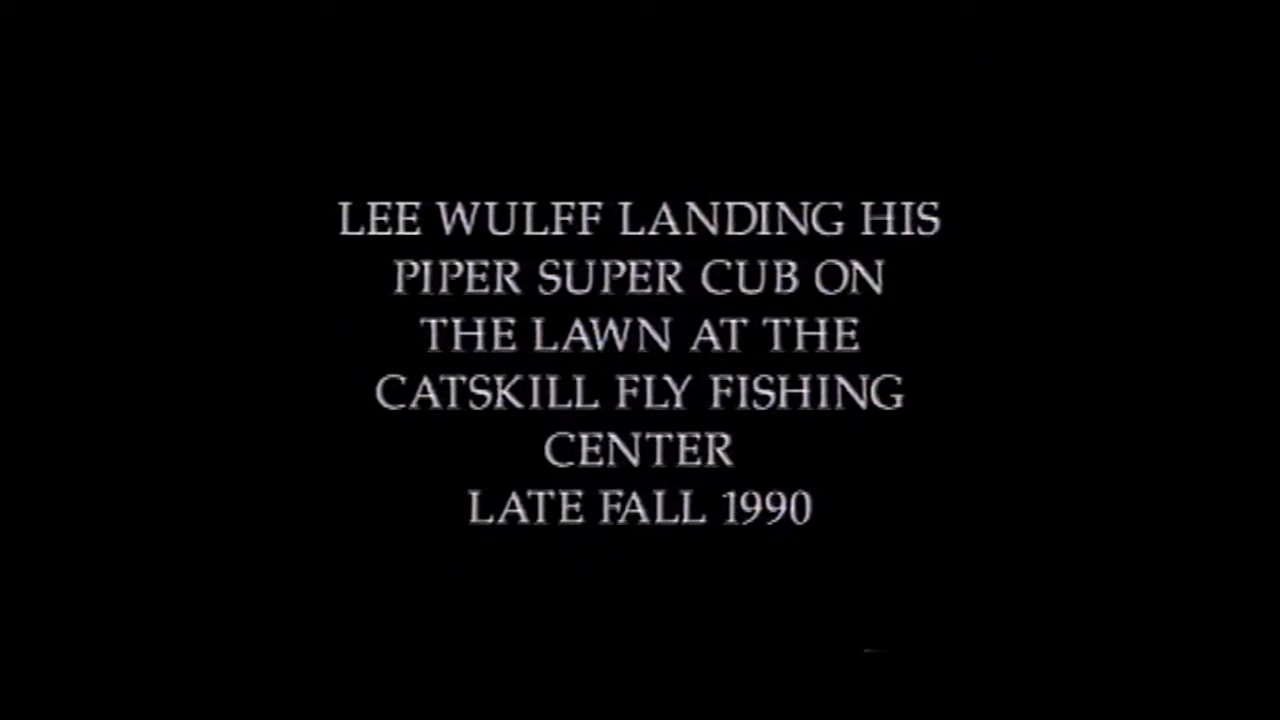 LEE WULFF LANDING HIS
PIPER SUPER CUB ON
THE LAWN AT THE
CATSKILL FLY FISHING
CENTER
LATE FALL 1990